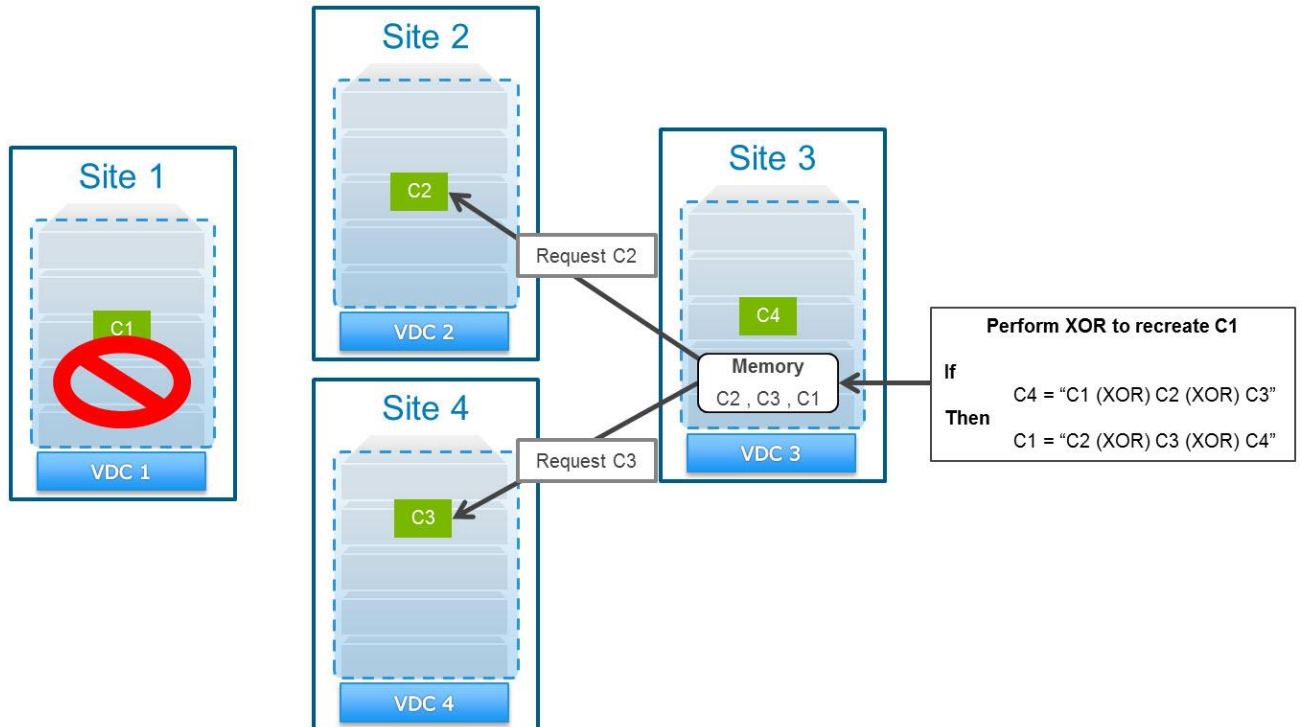 Site 1
C1
VDC 1
Site 2
C2
VDC 2
Site 4
C3
VDC 4
Request C2
Request C3
Site 3
C4
Memory
C2 , C3 , C1
VDC 3
Perform XOR to recreate C1
If
C4 = “C1 (XOR) C2 (XOR) C3”
Then
C1 = “C2 (XOR) C3 (XOR) C4”